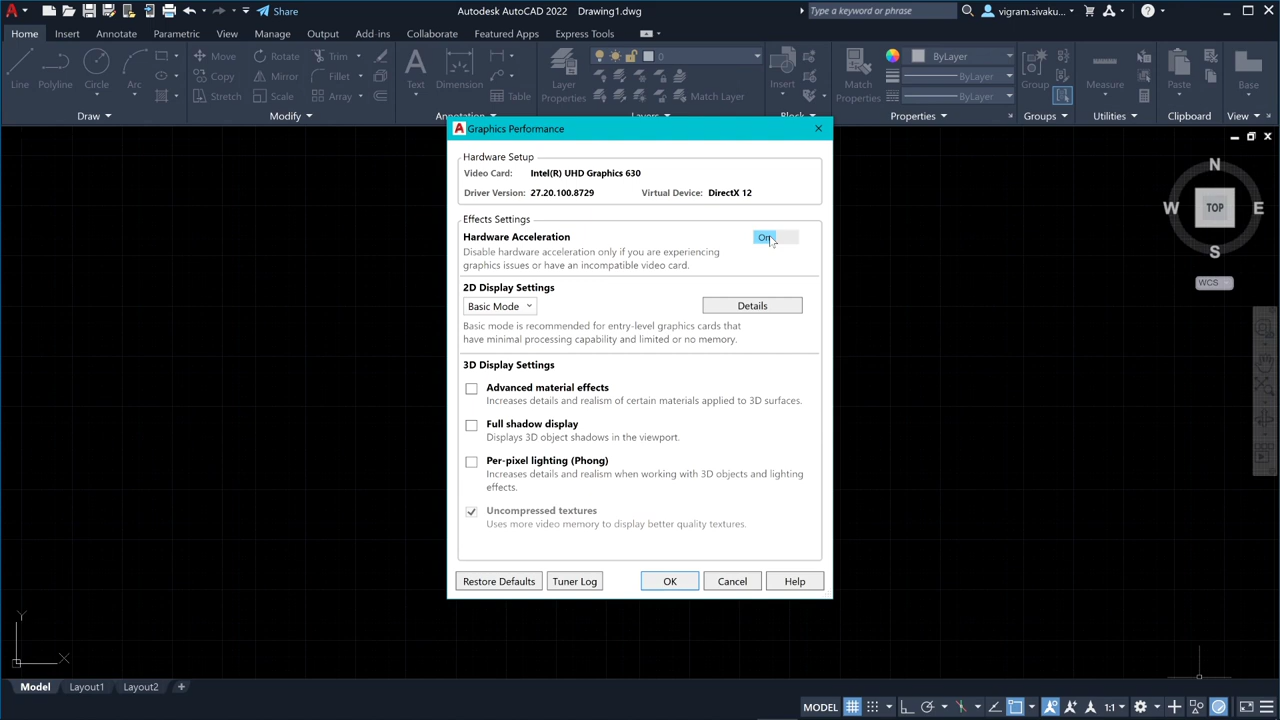 Share
Autodesk AutoCAD 2022 Drawing1.dwg
Type a keyword or phrase
vigram.sivaku...
Home Insert Annotate Parametric View Manage Output Add-ins Collaborate Featured Apps Express Tools
Line Polyline Circle Arc
Move Rotate Trim
Copy Mirror Fillet
Stretch Scale Array
Text Dimension
Table
Layer
Properties
0
Match Layer
Insert
Match
Properties
ByLayer
ByLayer
ByLayer
Group
Measure
Paste
Base
Draw Modify Annotation Layers Block Properties Groups Utilities Clipboard View
Graphics Performance
Hardware Setup
Video Card: Intel(R) UHD Graphics 630
Driver Version: 27.20.100.8729 Virtual Device: DirectX 12
Effects Settings
Hardware Acceleration On
Disable hardware acceleration only if you are experiencing
graphics issues or have an incompatible video card.
2D Display Settings
Basic Mode Details
Basic mode is recommended for entry-level graphics cards that
have minimal processing capability and limited or no memory.
3D Display Settings
Advanced material effects
Increases details and realism of certain materials applied to 3D surfaces.
Full shadow display
Displays 3D object shadows in the viewport.
Per-pixel lighting (Phong)
Increases details and realism when working with 3D objects and lighting
effects.
Uncompressed textures
Uses more video memory to display better quality textures.
Restore Defaults Tuner Log OK Cancel Help
N
W TOP E
S
WCS
Y
X
Model Layout1 Layout2 +
MODEL 1:1